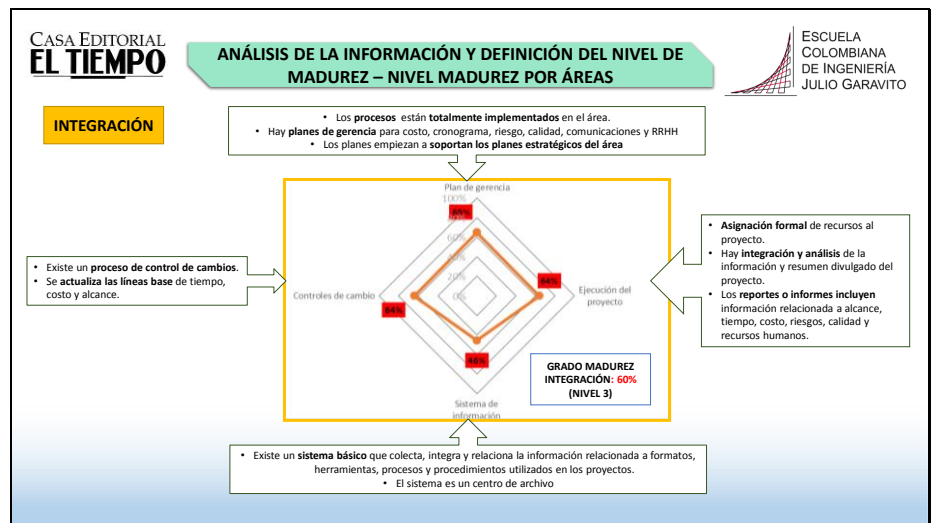 CASA EDITORIAL
EL TIEMPO
ANÁLISIS DE LA INFORMACIÓN Y DEFINICIÓN DEL NIVEL DE
MADUREZ – NIVEL MADUREZ POR ÁREAS
ESCUELA
COLOMBIANA
DE INGENIERÍA
JULIO GARAVITO
INTEGRACIÓN
• Los procesos están totalmente implementados en el área.
• Hay planes de gerencia para costo, cronograma, riesgo, calidad, comunicaciones y RRHH
• Los planes empiezan a soportan los planes estratégicos del área
Plan de gerencia
100%
69%
60%
20%
0%
64%
64%
46%
Controles de cambio
Ejecución del
proyecto
Sistema de
información
• Existe un proceso de control de cambios.
• Se actualiza las líneas base de tiempo,
costo y alcance.
• Asignación formal de recursos al
proyecto.
• Hay integración y análisis de la
información y resumen divulgado del
proyecto.
• Los reportes o informes incluyen
información relacionada a alcance,
tiempo, costo, riesgos, calidad y
recursos humanos.
GRADO MADUREZ
INTEGRACIÓN: 60%
(NIVEL 3)
• Existe un sistema básico que colecta, integra y relaciona la información relacionada a formatos,
herramientas, procesos y procedimientos utilizados en los proyectos.
• El sistema es un centro de archivo